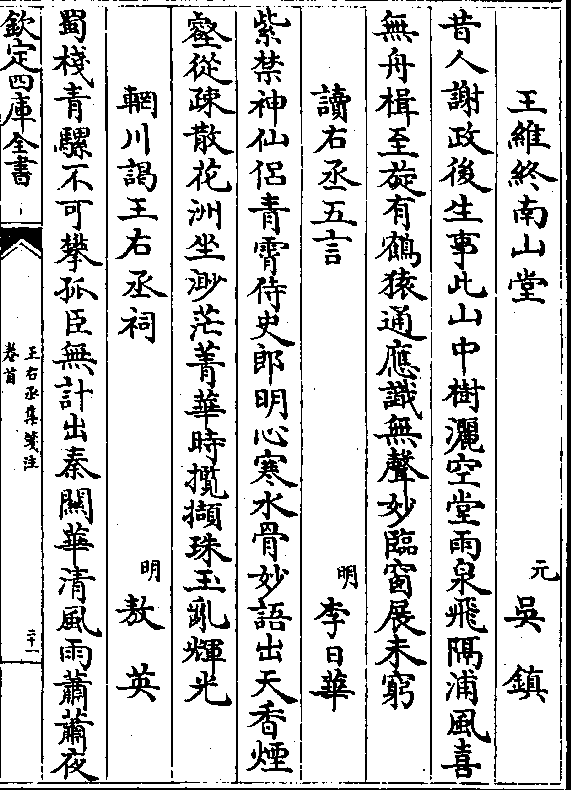 王維終南山堂　元　吳鎮
昔人謝政後生事此山中樹灑空堂雨泉飛隔浦風喜
無舟楫至旋有鶴猿通應識無聲妙臨窗展未窮
讀右丞五言　明　李日華
紫禁神仙侶青霄侍史郎明心寒水骨妙語出天香煙
壑從疎散花洲坐渺茫菁華時攬擷珠玉亂輝光
輞川謁王右丞祠　明　敖英
蜀棧青騾不可攀孤臣無計出秦關華清風雨蕭蕭夜
欽定四庫全書
王右丞集箋注
卷首
二十一